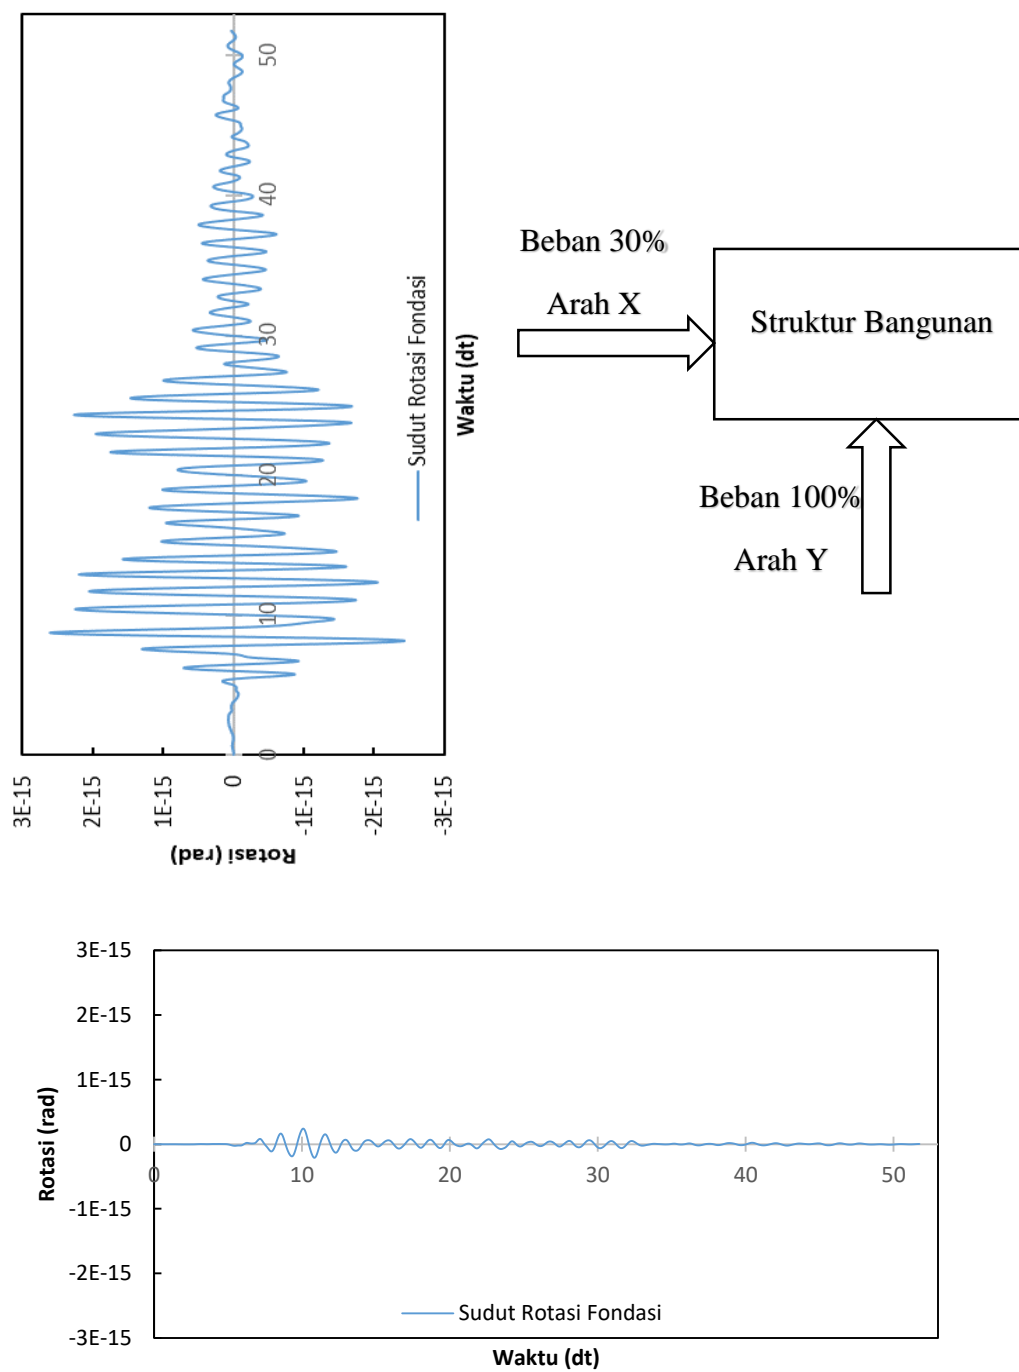 3E-15
2E-15
1E-15
0
-1E-15
-2E-15
-3E-15
Rotasi (rad)
0
10
20
30
40
50
Waktu (dt)
Sudut Rotasi Fondasi
Beban 30%
Arah X
Struktur Bangunan
Beban 100%
Arah Y
3E-15
2E-15
1E-15
0
-1E-15
-2E-15
-3E-15
Rotasi (rad)
0 10 20 30 40 50
Sudut Rotasi Fondasi
Waktu (dt)